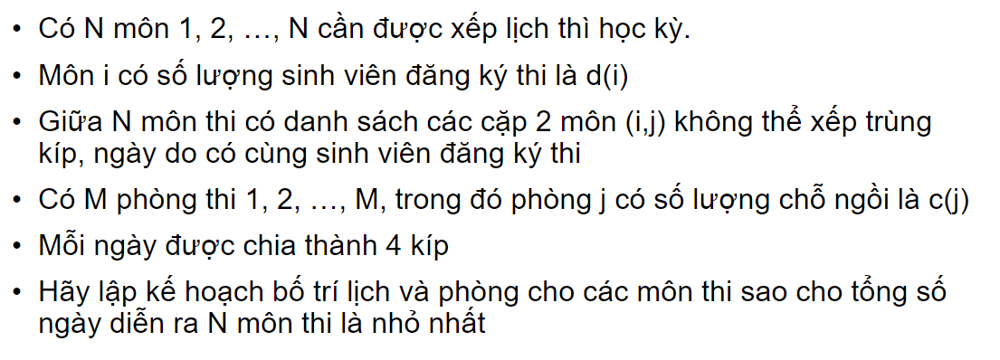 • Có N môn 1, 2, …, N cần được xếp lịch thì học kỳ.
• Môn i có số lượng sinh viên đăng ký thi là d(i)
• Giữa N môn thi có danh sách các cặp 2 môn (i,j) không thể xếp trùng
kíp, ngày do có cùng sinh viên đăng ký thi
• Có M phòng thi 1, 2, …, M, trong đó phòng j có số lượng chỗ ngồi là c(j)
• Mỗi ngày được chia thành 4 kíp
• Hãy lập kế hoạch bố trí lịch và phòng cho các môn thi sao cho tổng số
ngày diễn ra N môn thi là nhỏ nhất